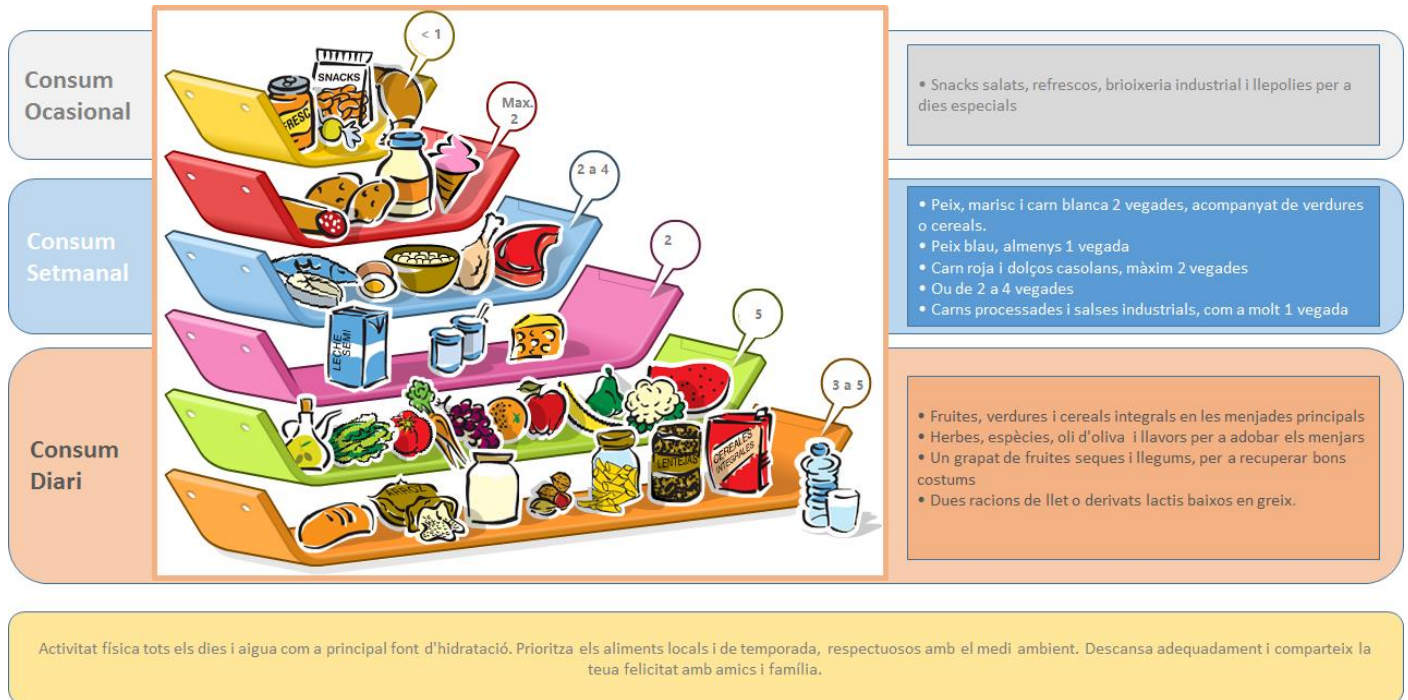 Consum
Ocasional
< 1
SNACKS
FRESC
Max.
2
• Snacks salats, refrescos, brioixeria industrial i llepolies per a
dies especials
Consum
Setmanal
2 a 4
2
LECHE
SEMI
• Peix, marisc i carn blanca 2 vegades, acompanyat de verdures
o cereals.
• Peix blau, almenys 1 vegada
• Carn roja i dolços casolans, màxim 2 vegades
• Ou de 2 a 4 vegades
• Carns processades i salses industrials, com a molt 1 vegada
Consum
Diari
5
3 a 5
ARROZ
LENTEJAS
CEREALES
INTEGRALES
• Fruites, verdures i cereals integrals en les menjades principals
• Herbes, espècies, oli d'oliva i llavors per a adobar els menjars
• Un grapat de fruites seques i llegums, per a recuperar bons
costums
• Dues racions de llet o derivats lactis baixos en greix.
Activitat física tots els dies i aigua com a principal font d'hidratació. Prioritza els aliments locals i de temporada, respectuosos amb el medi ambient. Descansa adequadament i comparteix la
teua felicitat amb amics i família.